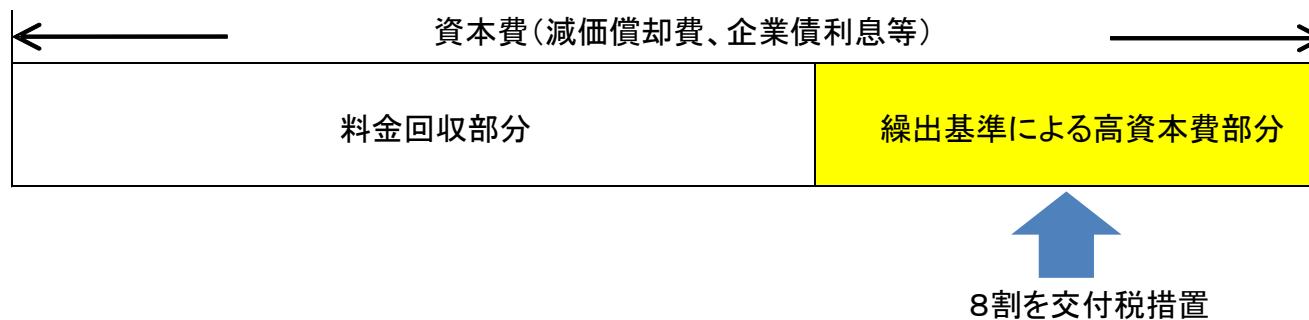 資本費（減価償却費、企業債利息等）
料金回収部分
繰出基準による高資本費部分
８割を交付税措置